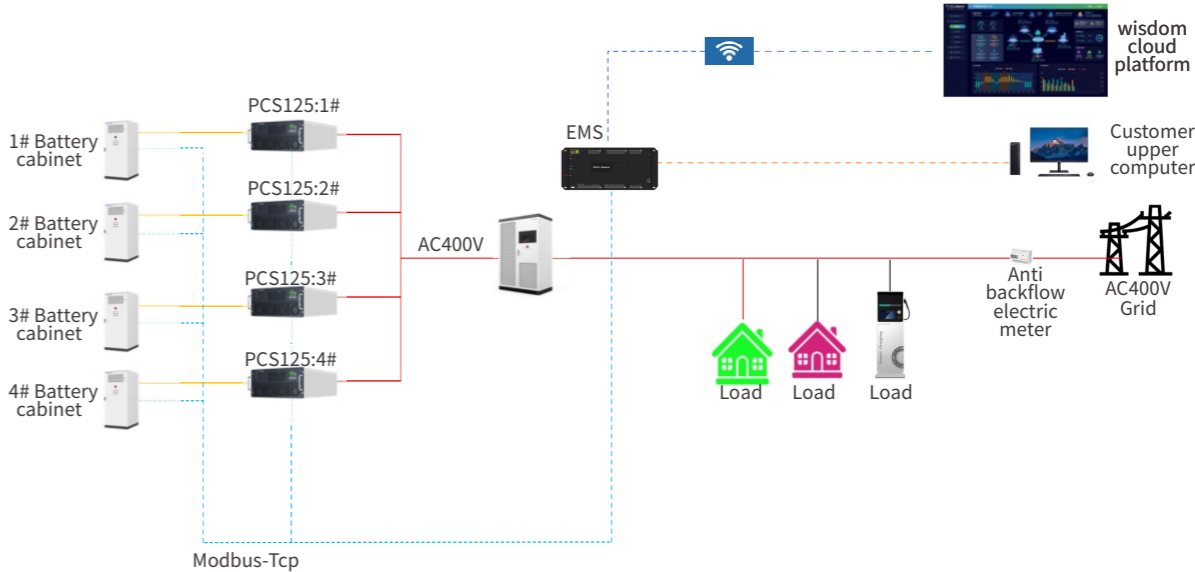 PCS125:1#
1# Battery
cabinet
PCS125:2#
2# Battery
cabinet
PCS125:3#
3# Battery
cabinet
PCS125:4#
4# Battery
cabinet
Modbus-Tcp
AC400V
EMS
wisdom
cloud
platform
Customer
upper
computer
Anti
backflow
electric
meter
AC400V
Grid
Load
Load
Load